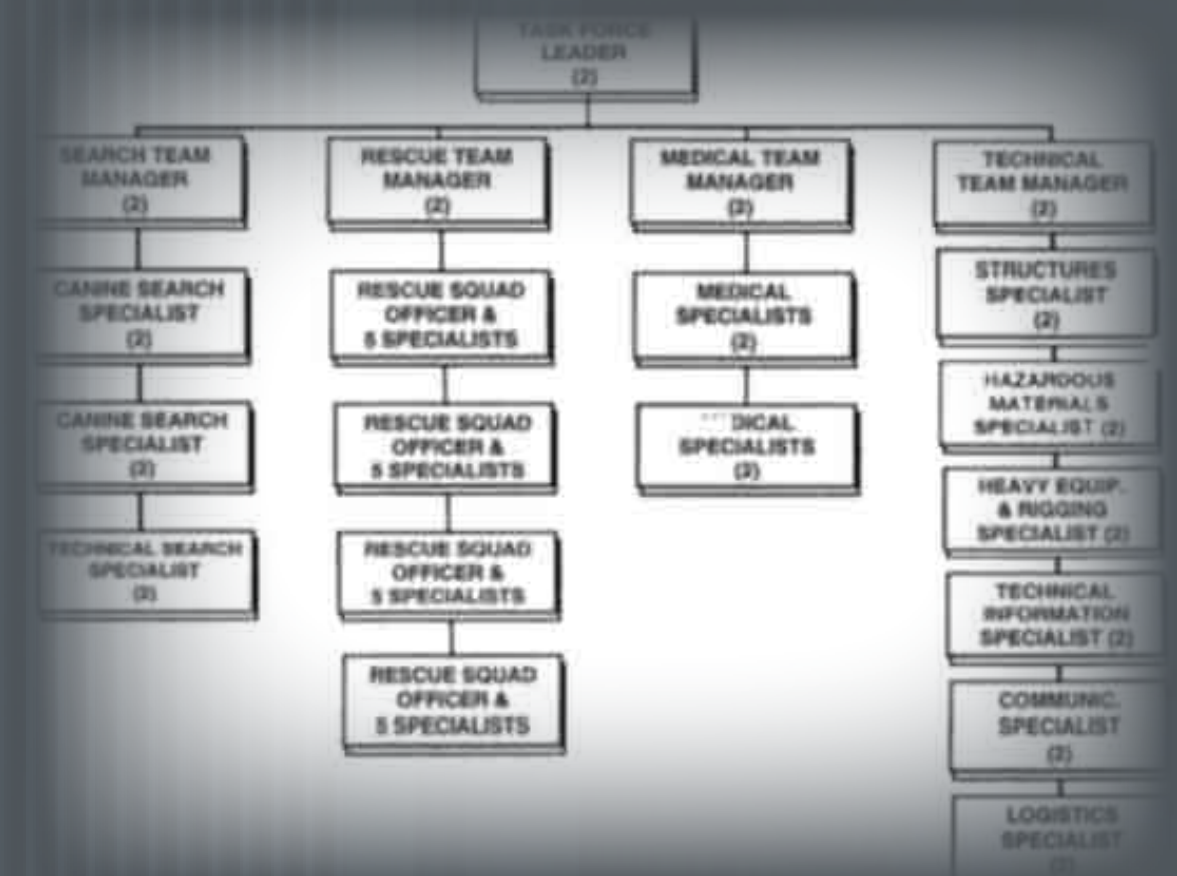 TASK FORCE
LEADER
(2)
SEARCH TEAM
MANAGER
(2)
CANINE SEARCH
SPECIALIST
(2)
CANINE SEARCH
SPECIALIST
(2)
TECHNICAL SEARCH
SPECIALIST
(2)
RESCUE TEAM
MANAGER
(2)
RESCUE SQUAD
OFFICER &
5 SPECIALISTS
RESCUE SQUAD
OFFICER &
5 SPECIALISTS
RESCUE SQUAD
OFFICER &
5 SPECIALISTS
RESCUE SQUAD
OFFICER &
5 SPECIALISTS
MEDICAL TEAM
MANAGER
(2)
MEDICAL
SPECIALISTS
(2)
DICAL
SPECIALISTS
(2)
TECHNICAL
TEAM MANAGER
(2)
STRUCTURES
SPECIALIST
(2)
HAZARDOUS
MATERIALS
SPECIALIST (2)
HEAVY EQUIP.
& RIGGING
SPECIALIST (2)
TECHNICAL
INFORMATION
SPECIALIST (2)
COMMUNIC.
SPECIALIST
(2)
LOGISTICS
SPECIALIST